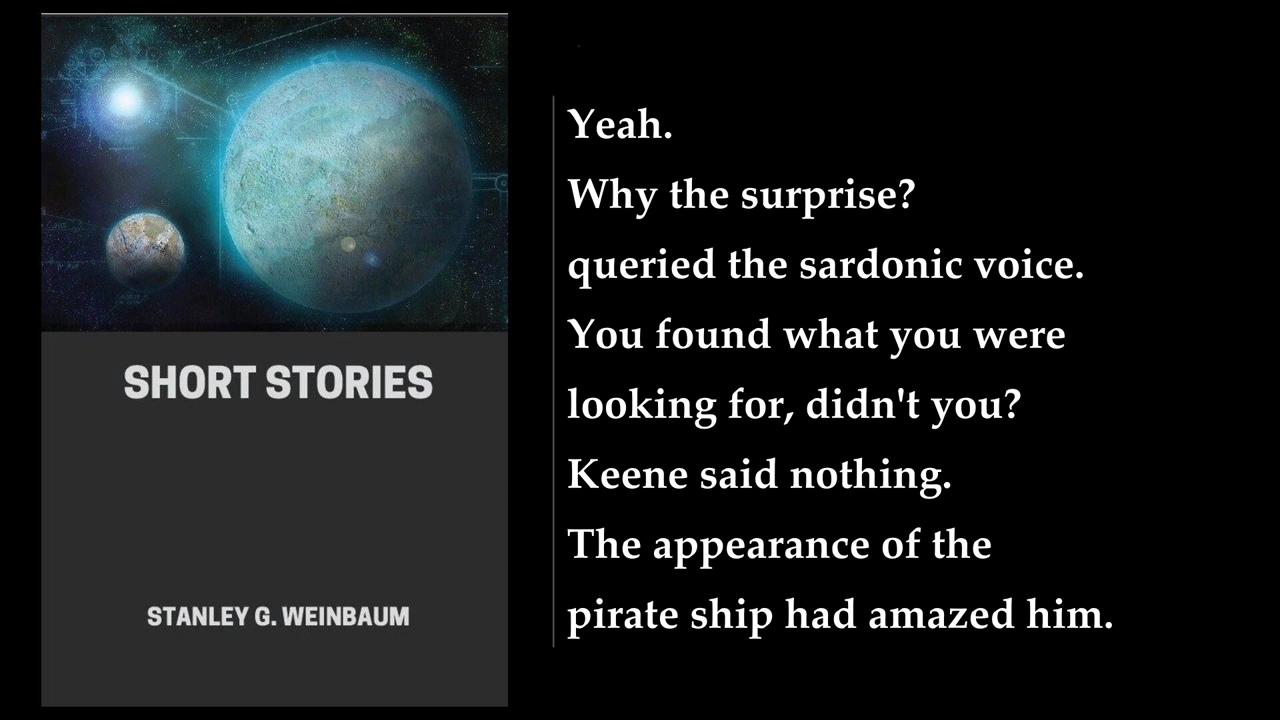 SHORT STORIES
STANLEY G. WEINBAUM
Yeah.
Why the surprise?
queried the sardonic voice.
You found what you were
looking for, didn't you?
Keene said nothing.
The appearance of the
pirate ship had amazed him.